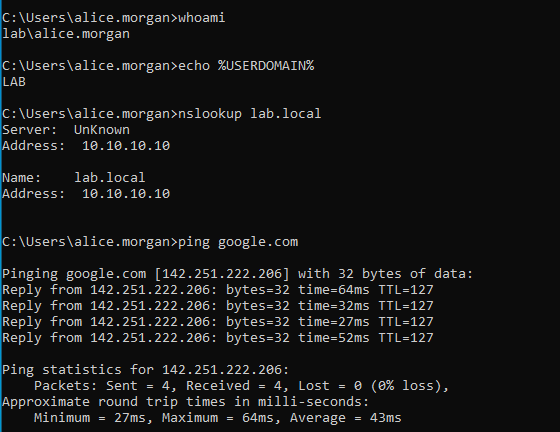 C:\Users\alice.morgan>whoami
lab\alice.morgan
C:\Users\alice.morgan>echo %USERDOMAIN%
LAB
C:\Users\alice.morgan>nslookup lab.local
Server:  UnKnown
Address:  10.10.10.10
Name:    lab.local
Address:  10.10.10.10
C:\Users\alice.morgan>ping google.com
Pinging google.com [142.251.222.206] with 32 bytes of data:
Reply from 142.251.222.206: bytes=32 time=64ms TTL=127
Reply from 142.251.222.206: bytes=32 time=32ms TTL=127
Reply from 142.251.222.206: bytes=32 time=27ms TTL=127
Reply from 142.251.222.206: bytes=32 time=52ms TTL=127
Ping statistics for 142.251.222.206:
    Packets: Sent = 4, Received = 4, Lost = 0 (0% loss),
Approximate round trip times in milli-seconds:
    Minimum = 27ms, Maximum = 64ms, Average = 43ms